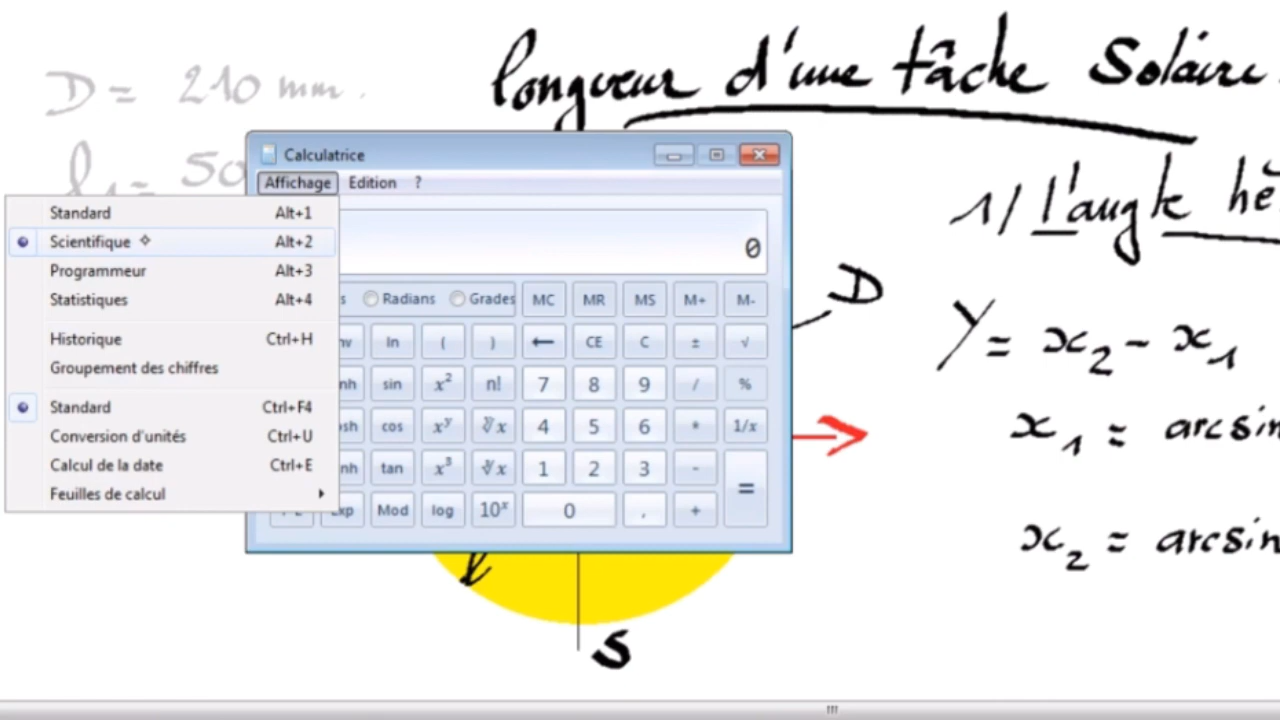 longueur d'une tâche Solaire
D = 210 mm.
l1 = 50
Calculatrice
Affichage Edition ?
Standard Alt+1
Scientifique Alt+2
Programmeur Alt+3
Statistiques Alt+4
Historique Ctrl+H
Groupement des chiffres
Standard Ctrl+F4
Conversion d'unités Ctrl+U
Calcul de la date Ctrl+E
Feuilles de calcul
0
Radians Grades MC MR MS M+ M-
ln ( ) ← CE C ± √
sin x² n! 7 8 9 / %
cos xʸ ʸ√x 4 5 6 * 1/x
tan x³ ³√x 1 2 3 - =
Mod log 10ˣ 0 , +
D
l
S
1/ l'angle hé
Y = x2 - x1
x1 = arcsin
x2 = arcsin